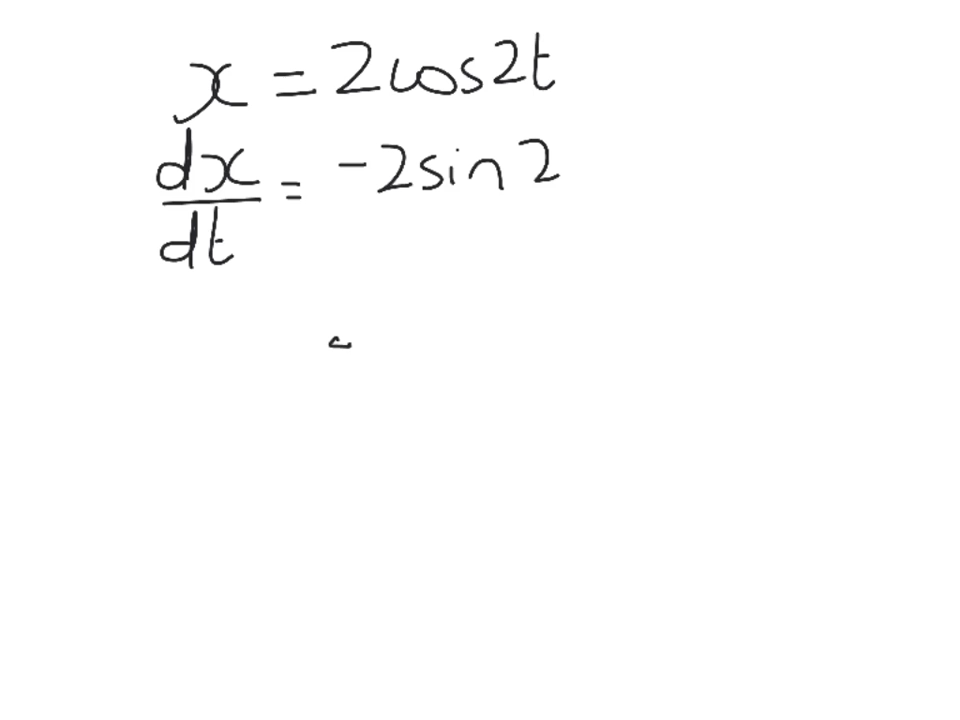 x = 2cos2t
dx/dt = -2sin2